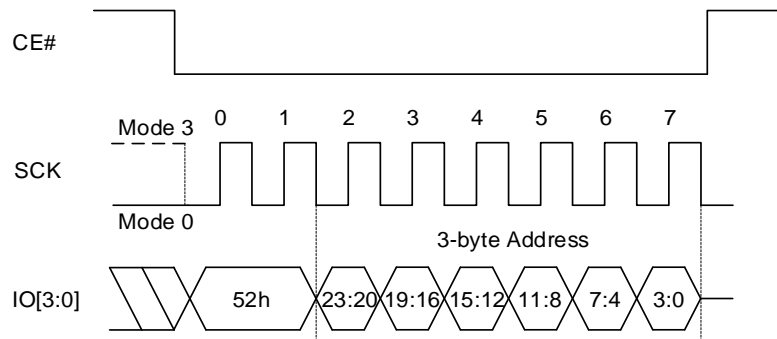 CE#
Mode 3 0 1 2 3 4 5 6 7
SCK
Mode 0
3-byte Address
IO[3:0] 52h 23:20 19:16 15:12 11:8 7:4 3:0